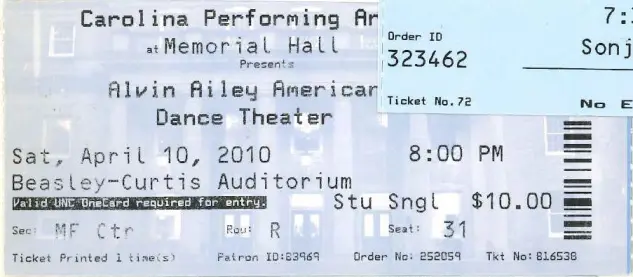 Carolina Performing Ar
at Memorial Hall
Presents
Alvin Ailey American
Dance Theater
Sat, April 10, 2010 8:00 PM
Beasley-Curtis Auditorium
Valid UNC OneCard required for entry. Stu Sngl $10.00
Sec: MF Ctr Row: R Seat: 31
Ticket Printed 1 time(s) Patron ID:83969 Order No: 252059 Tkt No: 816538
7:
Order ID
323462 Sonj
Ticket No. 72 No E